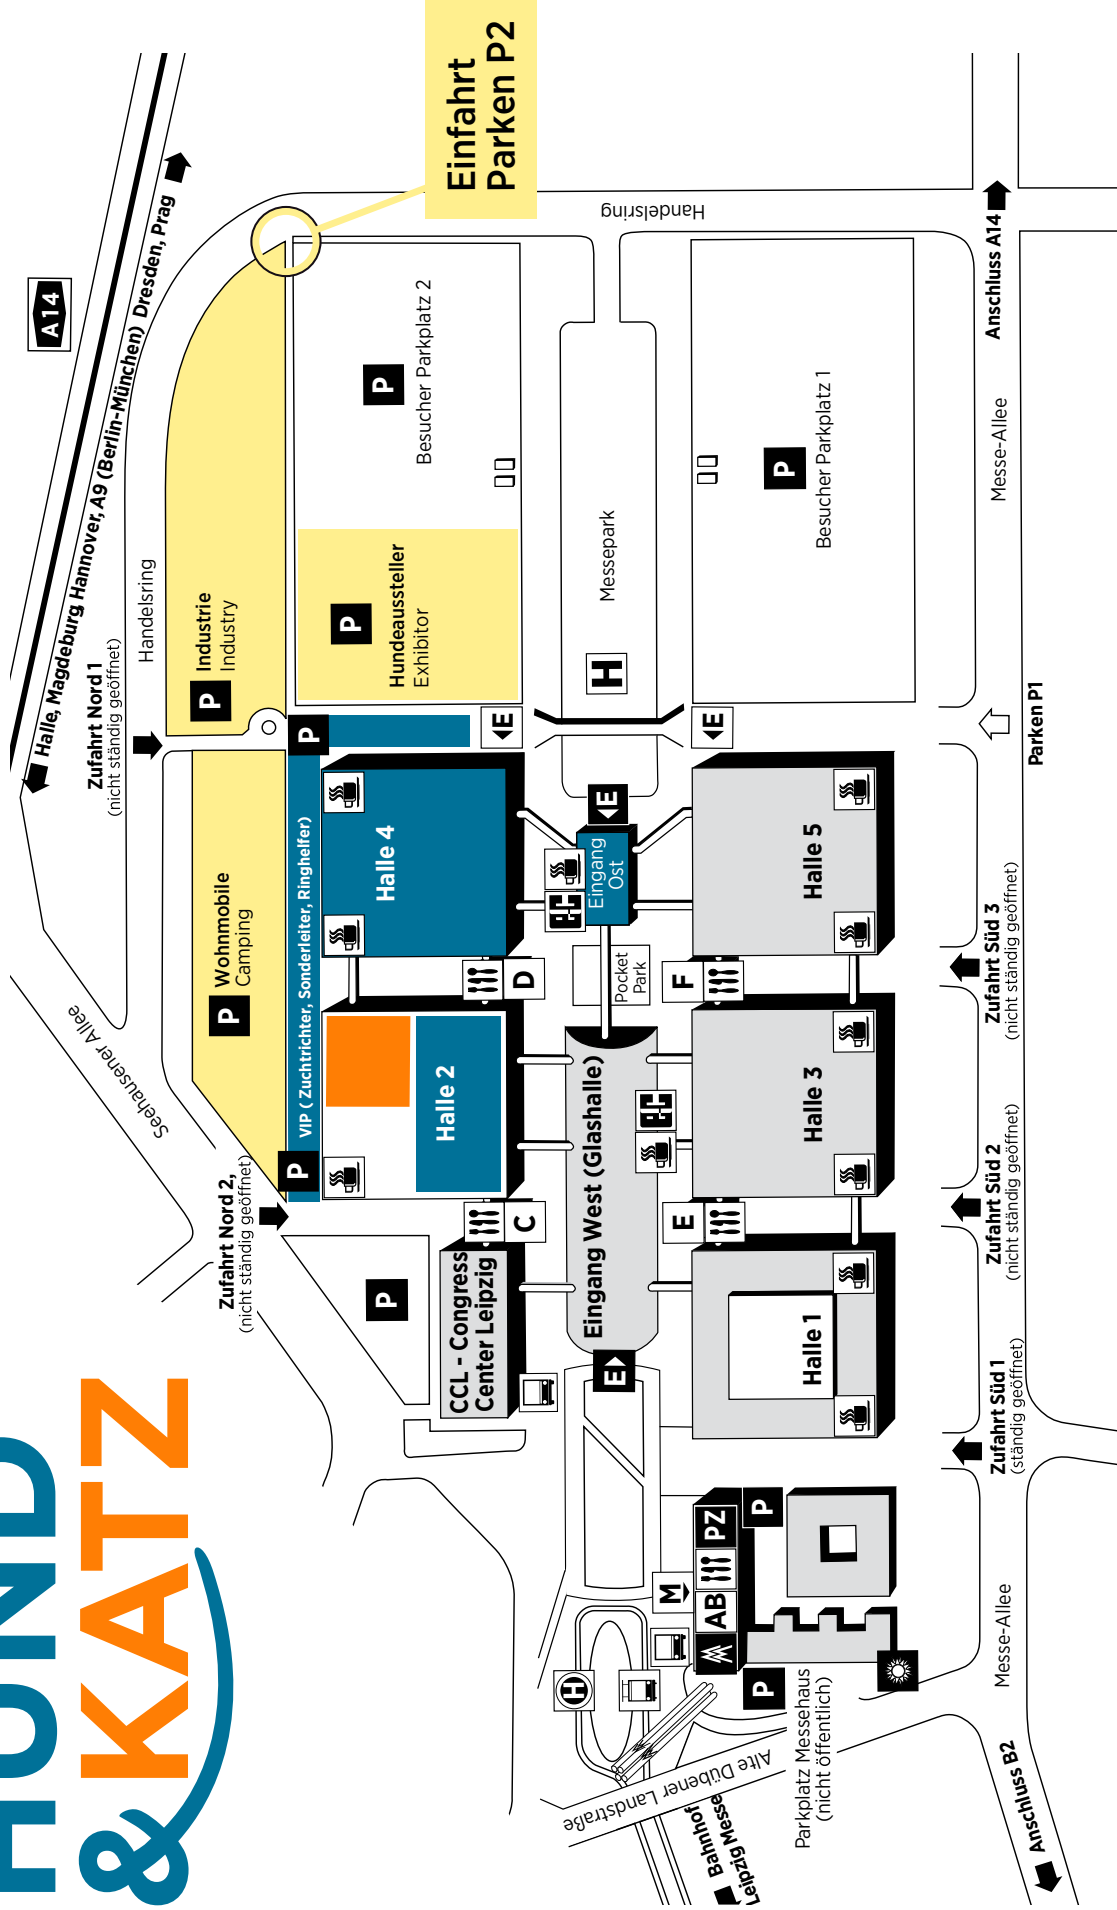 HUND
&KATZ
Einfahrt
Parken P2
A14
Halle, Magdeburg Hannover, A9 (Berlin-München) Dresden, Prag
Handelsring
Handelsring
Seehausener Allee
Zufahrt Nord 1
(nicht ständig geöffnet)
Zufahrt Nord 2,
(nicht ständig geöffnet)
P
Wohnmobile
Camping
P
Industrie
Industry
P
VIP ( Zuchtrichter, Sonderleiter, Ringhelfer)
P
P
Hundeaussteller
Exhibitor
P
Besucher Parkplatz 2
P
CCL - Congress
Center Leipzig
C
Halle 2
D
Halle 4
E
Eingang West (Glashalle)
E
Pocket
Park
Eingang
Ost
E
H
Messepark
Halle 1
E
Halle 3
F
Halle 5
E
P
Besucher Parkplatz 1
H
M
AB
PZ
P
P
Parkplatz Messehaus
(nicht öffentlich)
Alte Dübener Landstraße
Bahnhof
Leipzig Messe
Anschluss B2
Messe-Allee
Zufahrt Süd 1
(ständig geöffnet)
Zufahrt Süd 2
(nicht ständig geöffnet)
Zufahrt Süd 3
(nicht ständig geöffnet)
Parken P1
Messe-Allee
Anschluss A14